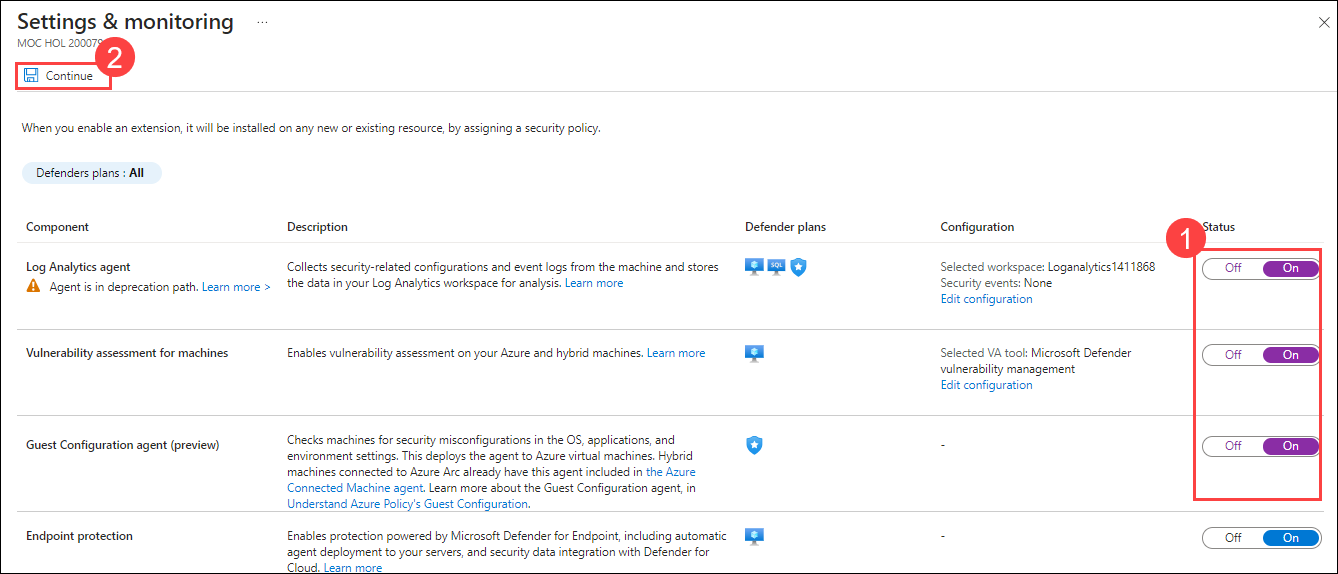 Settings & monitoring ...
MOC HOL 200079
2
Continue
When you enable an extension, it will be installed on any new or existing resource, by assigning a security policy.
Defenders plans : All
Component Description Defender plans Configuration Status
1
Log Analytics agent
Agent is in deprecation path. Learn more >
Collects security-related configurations and event logs from the machine and stores
the data in your Log Analytics workspace for analysis. Learn more
SQL
Selected workspace: Loganalytics1411868
Security events: None
Edit configuration
Off On
Vulnerability assessment for machines
Enables vulnerability assessment on your Azure and hybrid machines. Learn more
Selected VA tool: Microsoft Defender
vulnerability management
Edit configuration
Off On
Guest Configuration agent (preview)
Checks machines for security misconfigurations in the OS, applications, and
environment settings. This deploys the agent to Azure virtual machines. Hybrid
machines connected to Azure Arc already have this agent included in the Azure
Connected Machine agent. Learn more about the Guest Configuration agent, in
Understand Azure Policy's Guest Configuration.
-
Off On
Endpoint protection
Enables protection powered by Microsoft Defender for Endpoint, including automatic
agent deployment to your servers, and security data integration with Defender for
Cloud. Learn more
-
Off On